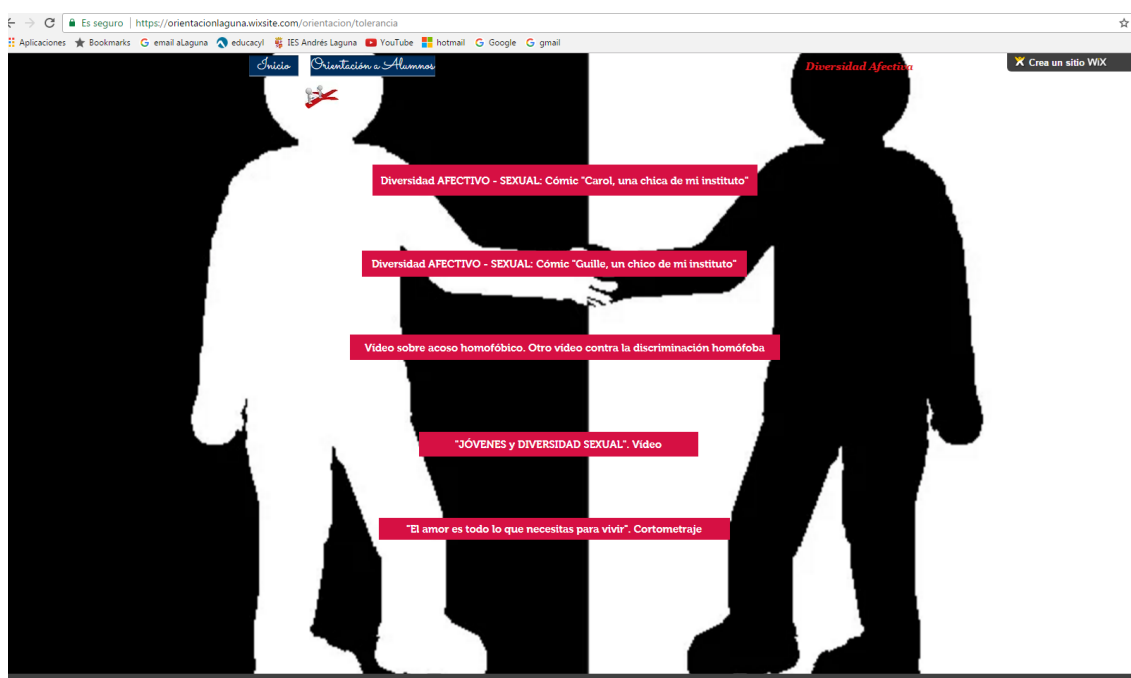 Es seguro | https://orientacionlaguna.wixsite.com/orientacion/tolerancia
Aplicaciones Bookmarks email aLaguna educacyl IES Andrés Laguna YouTube hotmail Google gmail
Inicio Orientación a Alumnos Diversidad Afectiva Crea un sitio WiX
Diversidad AFECTIVO - SEXUAL: Cómic "Carol, una chica de mi instituto"
Diversidad AFECTIVO - SEXUAL: Cómic "Guille, un chico de mi instituto"
Vídeo sobre acoso homofóbico. Otro vídeo contra la discriminación homófoba
"JÓVENES y DIVERSIDAD SEXUAL". Vídeo
"El amor es todo lo que necesitas para vivir". Cortometraje